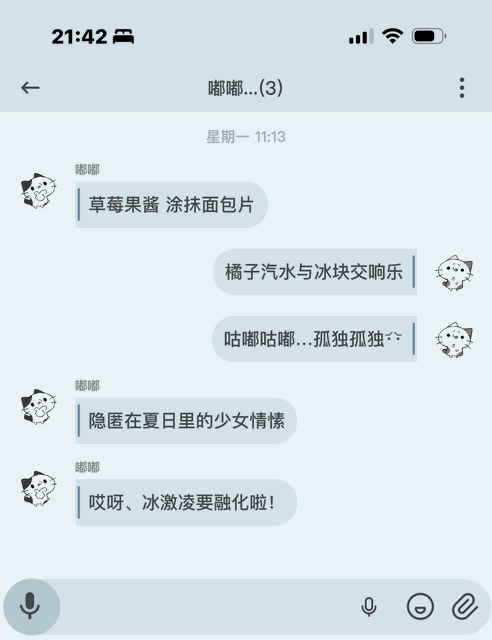 21:42
嘟嘟...(3)
星期一 11:13
嘟嘟
草莓果酱 涂抹面包片
橘子汽水与冰块交响乐
咕嘟咕嘟...孤独孤独
嘟嘟
隐匿在夏日里的少女情愫
嘟嘟
哎呀、冰激凌要融化啦！